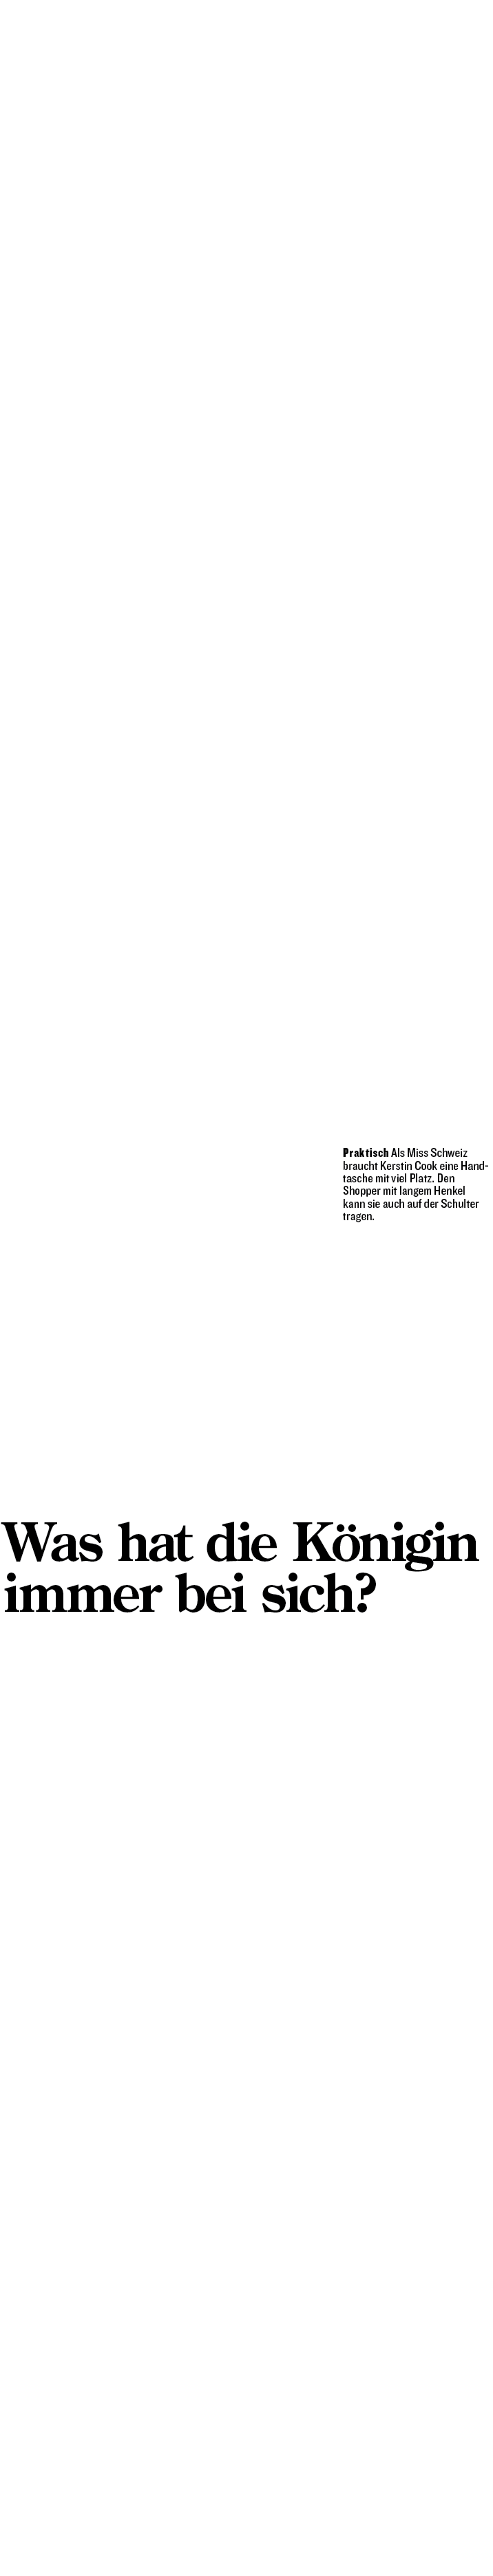 Praktisch Als Miss Schweiz
braucht Kerstin Cook eine Hand-
tasche mit viel Platz. Den
Shopper mit langem Henkel
kann sie auch auf der Schulter
tragen.
Was hat die Königin
immer bei sich?